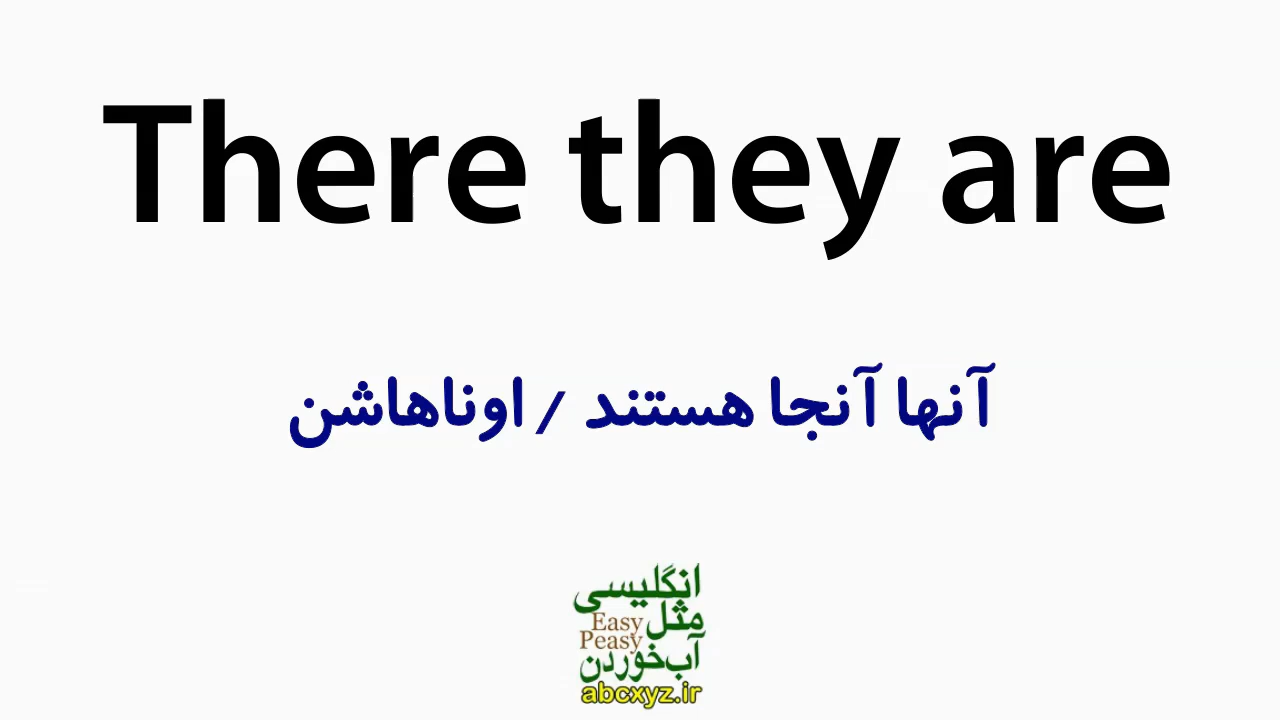 There they are
آنها آنجا هستند / اوناهاشن
انگلیسی
مثل Easy
Peasy
آب‌خوردن
abcxyz.ir